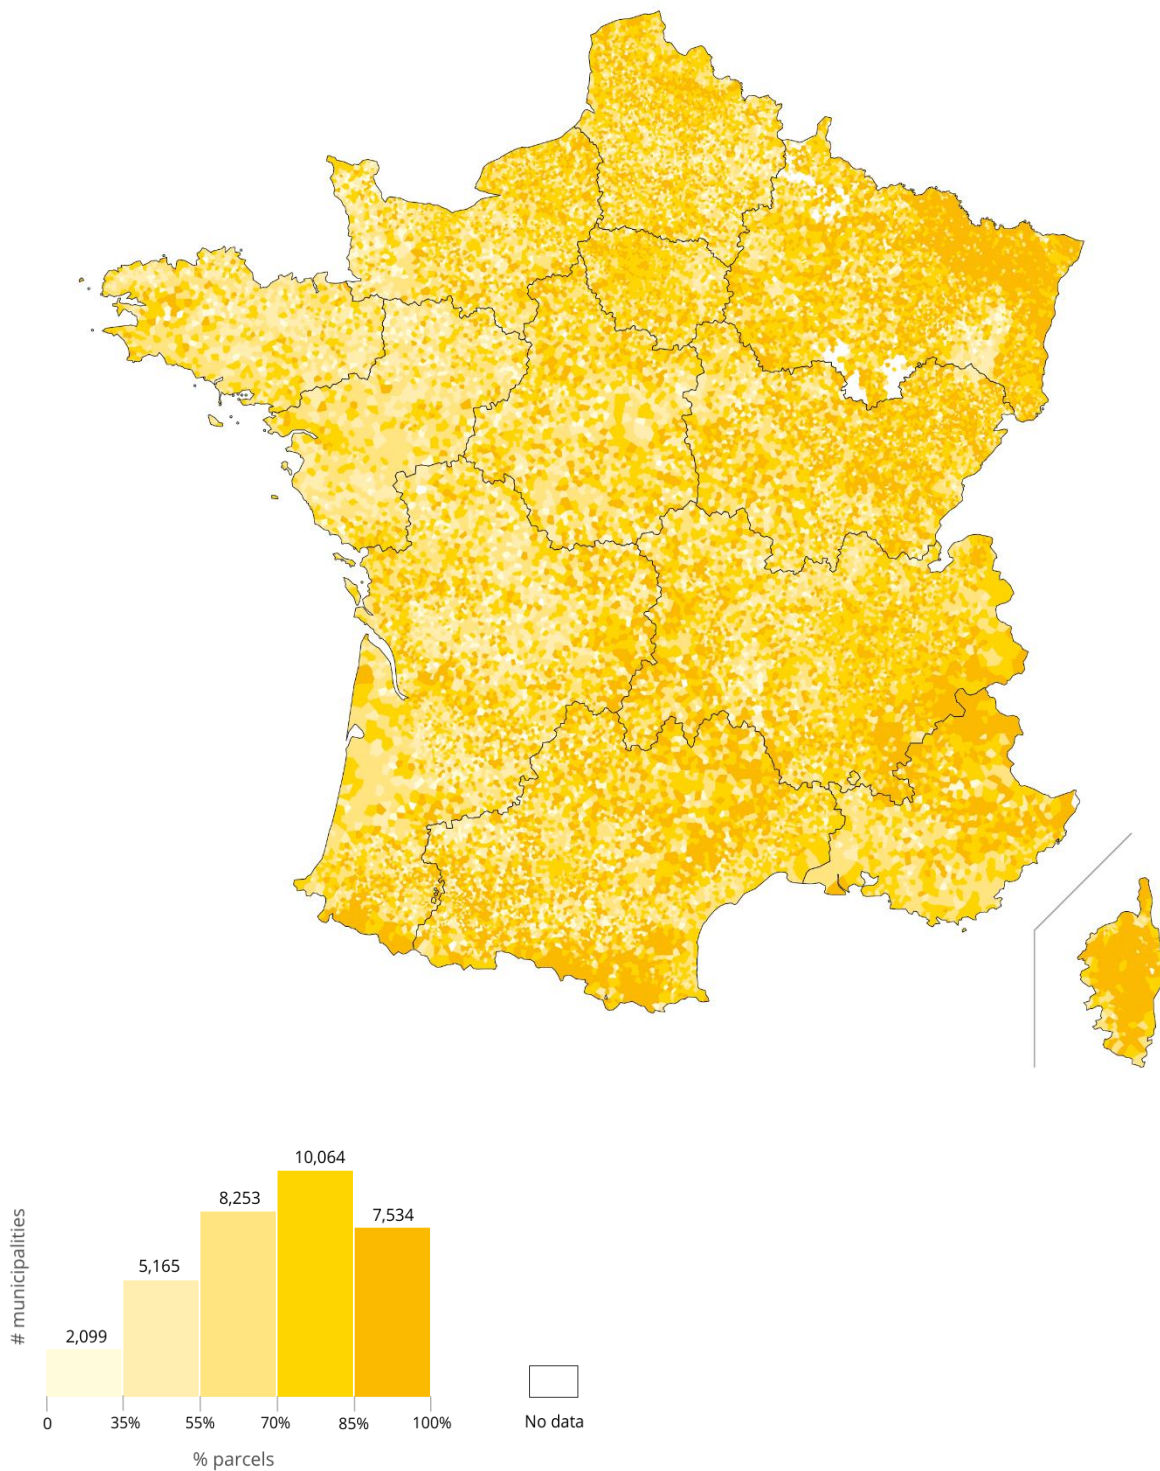 10,064
8,253
7,534
5,165
2,099
# municipalities
0 35% 55% 70% 85% 100%
% parcels
No data